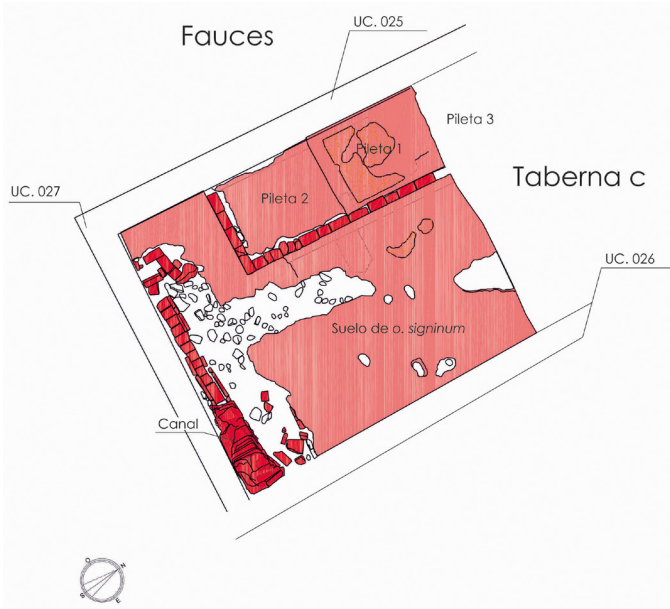 Fauces
UC. 025
Pileta 3
Pileta 1
Taberna c
UC. 027
Pileta 2
UC. 026
Suelo de o. signinum
Canal
O
N
S
E